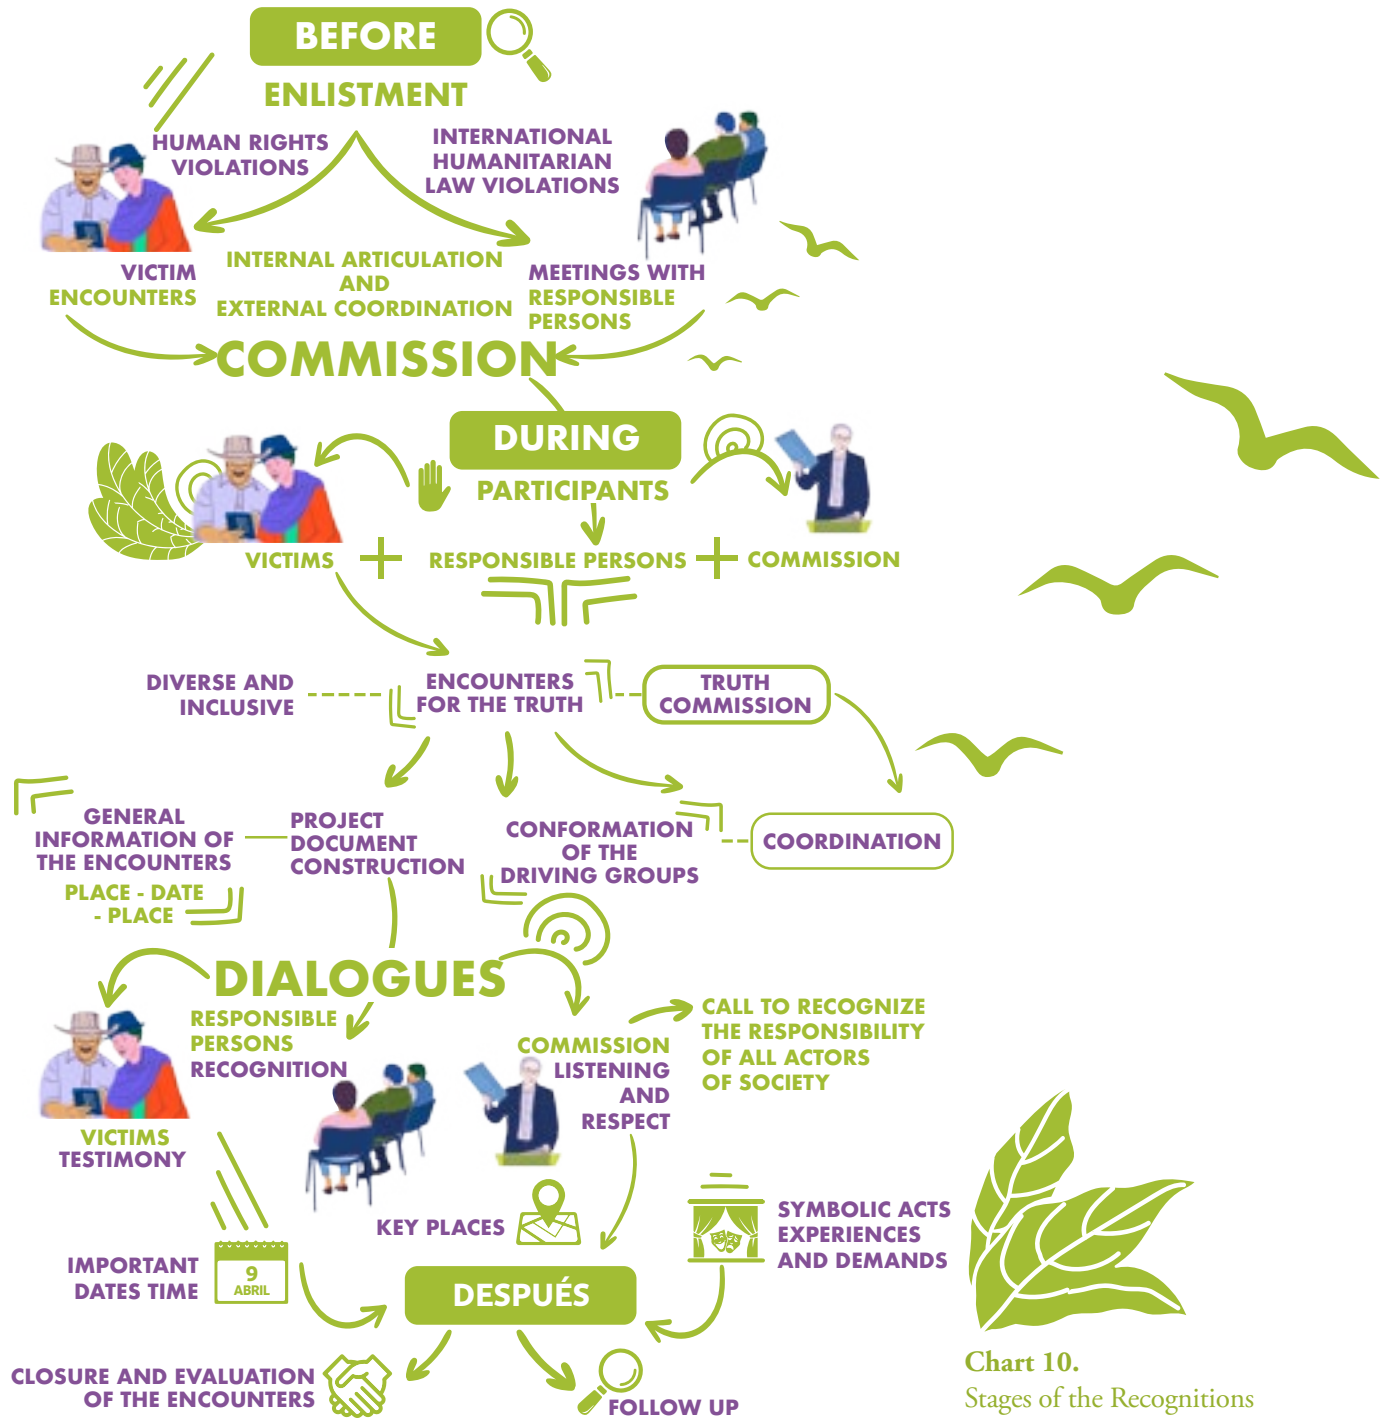 BEFORE
ENLISTMENT
HUMAN RIGHTS
VIOLATIONS
INTERNATIONAL
HUMANITARIAN
LAW VIOLATIONS
VICTIM
ENCOUNTERS
INTERNAL ARTICULATION
AND
EXTERNAL COORDINATION
MEETINGS WITH
RESPONSIBLE
PERSONS
COMMISSION
DURING
PARTICIPANTS
VICTIMS
RESPONSIBLE PERSONS
COMMISSION
DIVERSE AND
INCLUSIVE
ENCOUNTERS
FOR THE TRUTH
TRUTH
COMMISSION
GENERAL
INFORMATION OF
THE ENCOUNTERS
PLACE - DATE
- PLACE
PROJECT
DOCUMENT
CONSTRUCTION
CONFORMATION
OF THE
DRIVING GROUPS
COORDINATION
DIALOGUES
RESPONSIBLE
PERSONS
RECOGNITION
COMMISSION
LISTENING
AND
RESPECT
CALL TO RECOGNIZE
THE RESPONSIBILITY
OF ALL ACTORS
OF SOCIETY
VICTIMS
TESTIMONY
KEY PLACES
SYMBOLIC ACTS
EXPERIENCES
AND DEMANDS
IMPORTANT
DATES TIME
9
ABRIL
DESPUÉS
CLOSURE AND EVALUATION
OF THE ENCOUNTERS
FOLLOW UP
Chart 10.
Stages of the Recognitions